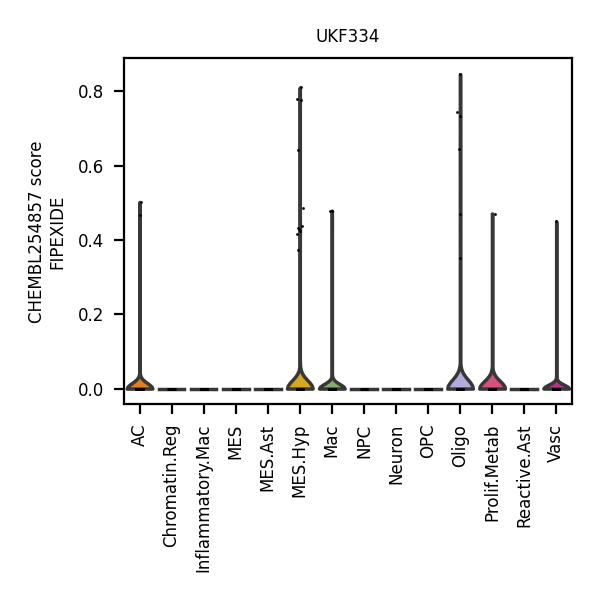 UKF334
CHEMBL254857 score
FIPEXIDE
0.8
0.6
0.4
0.2
0.0
AC
Chromatin.Reg
Inflammatory.Mac
MES
MES.Ast
MES.Hyp
Mac
NPC
Neuron
OPC
Oligo
Prolif.Metab
Reactive.Ast
Vasc